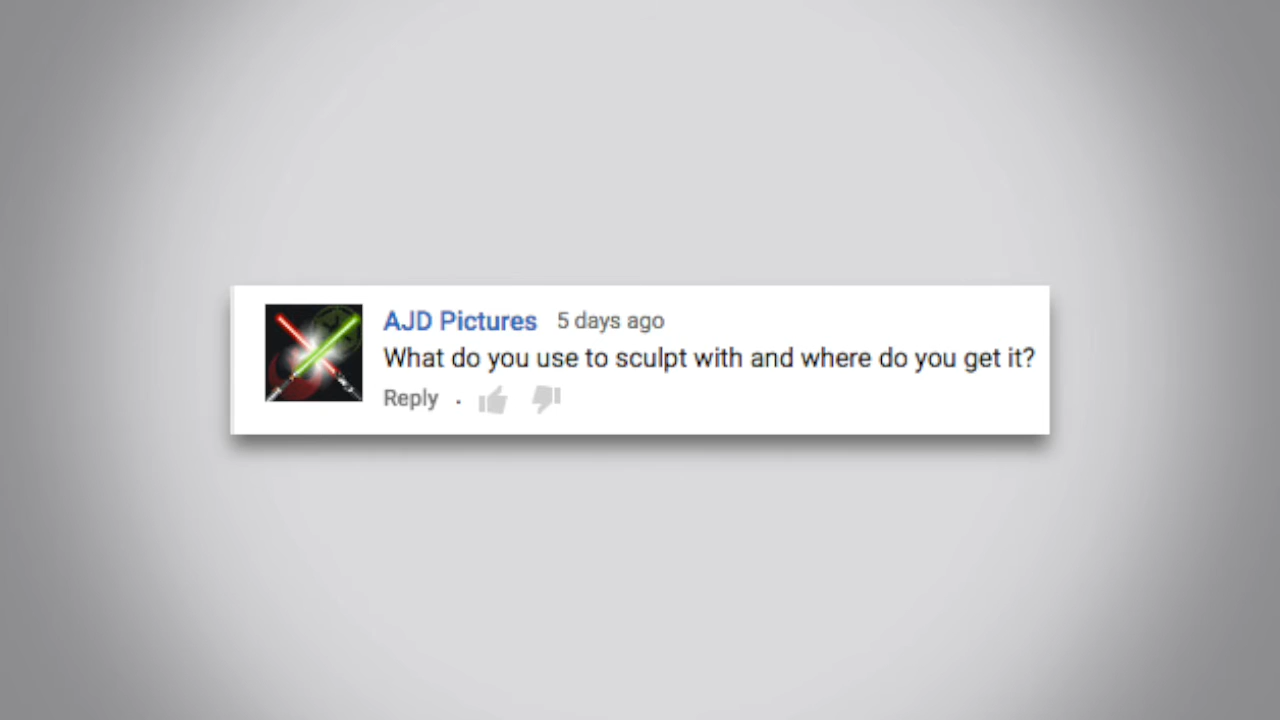 AJD Pictures 5 days ago
What do you use to sculpt with and where do you get it?
Reply .